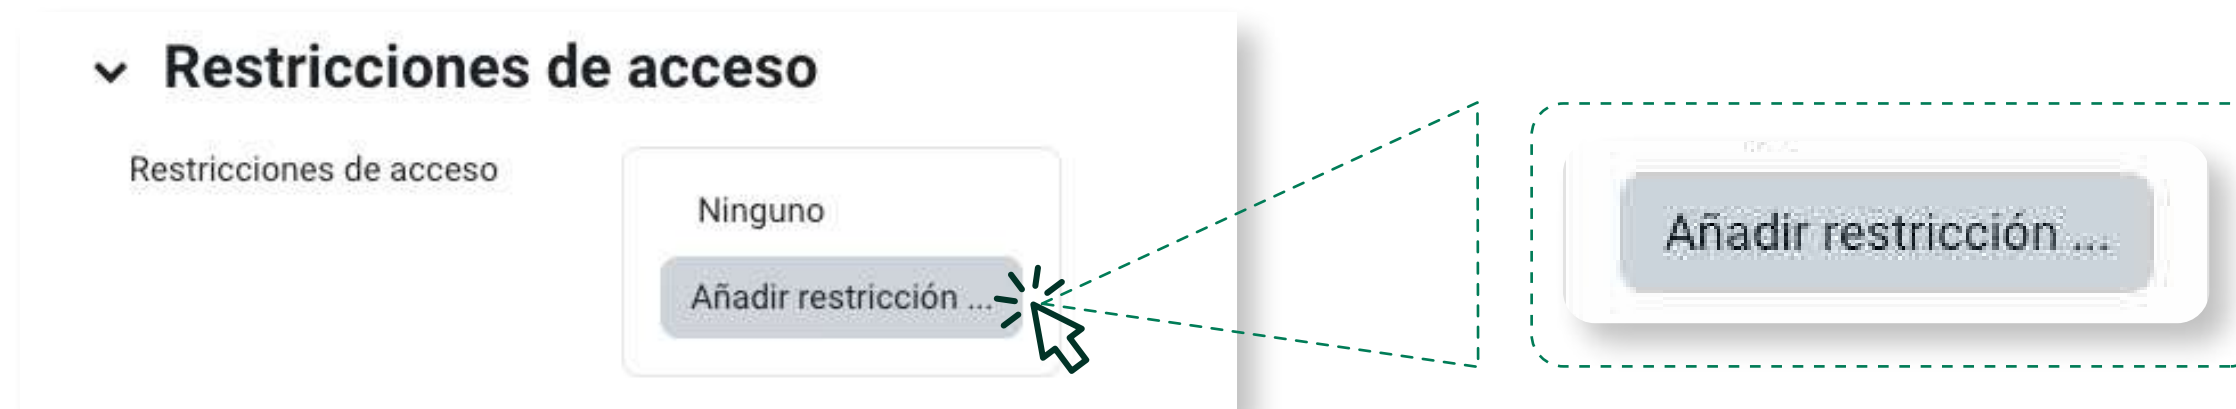 Restricciones de acceso
Restricciones de acceso
Ninguno
Añadir restricción ...
Añadir restricción ...